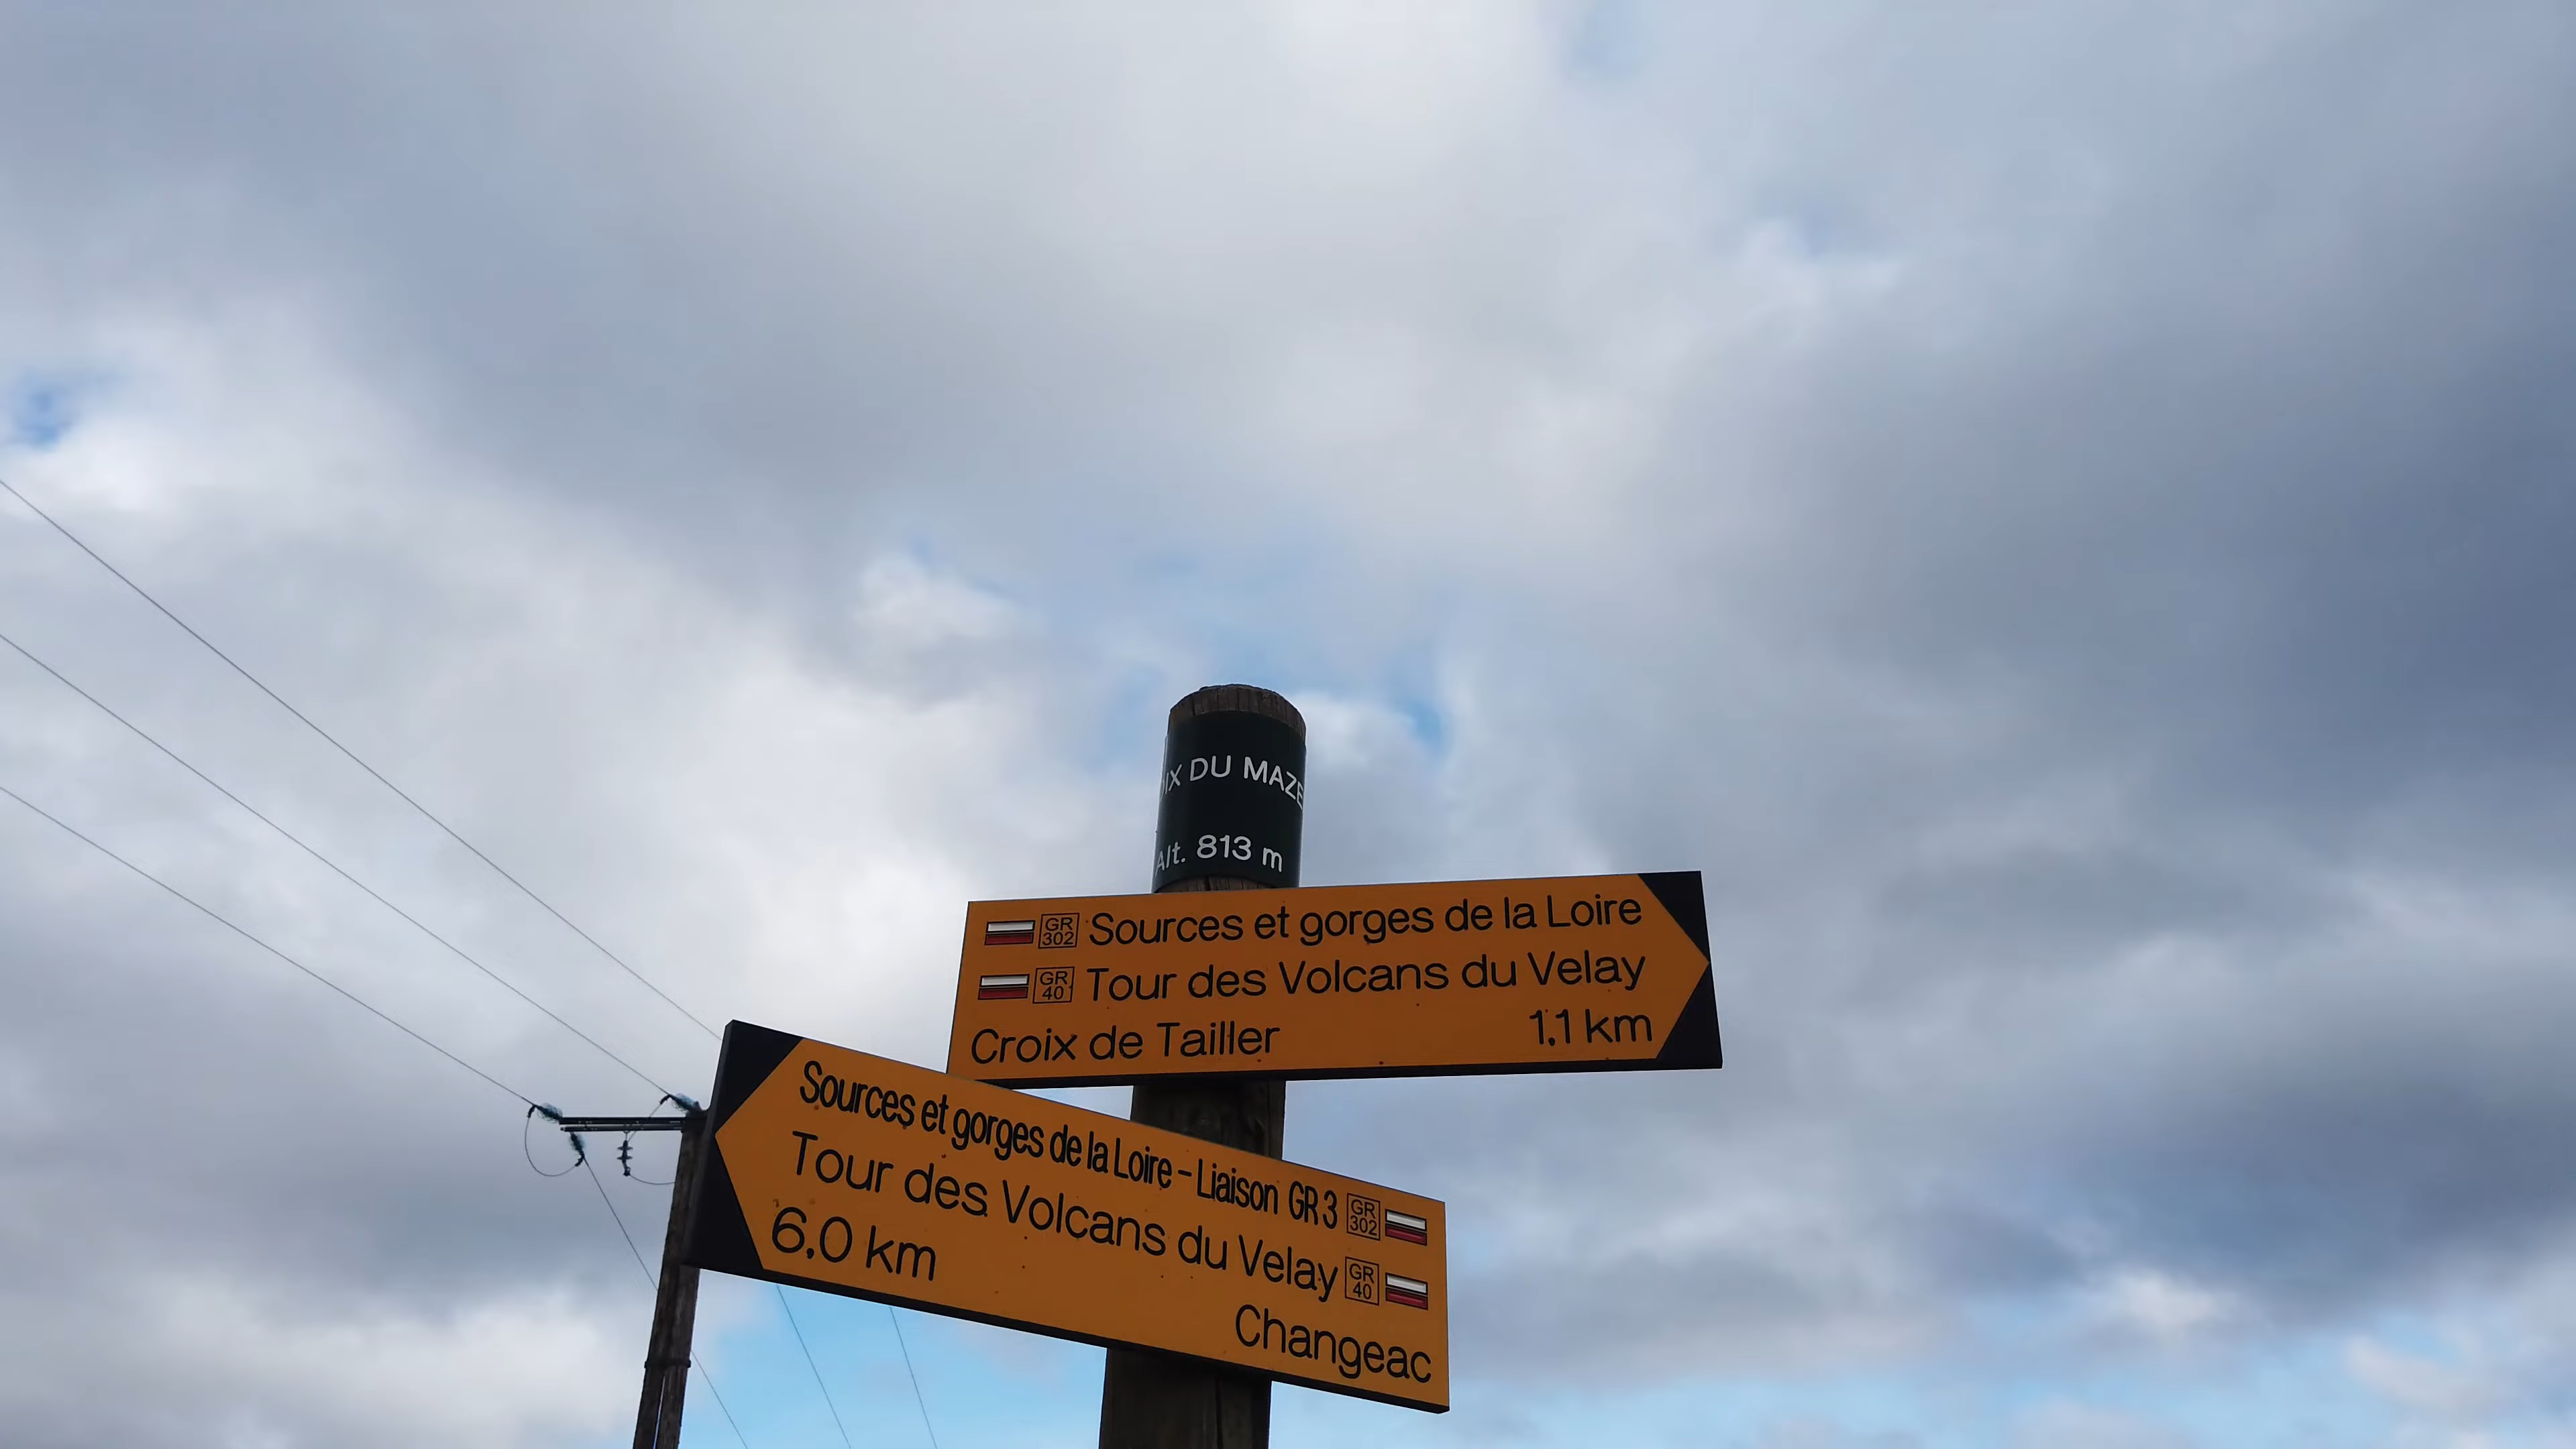 IX DU MAZE
Alt. 813 m
GR 302 Sources et gorges de la Loire
GR 40 Tour des Volcans du Velay
Croix de Tailler 1,1 km
Sources et gorges de la Loire - Liaison GR 3 GR 302
Tour des Volcans du Velay GR 40
6,0 km
Changeac